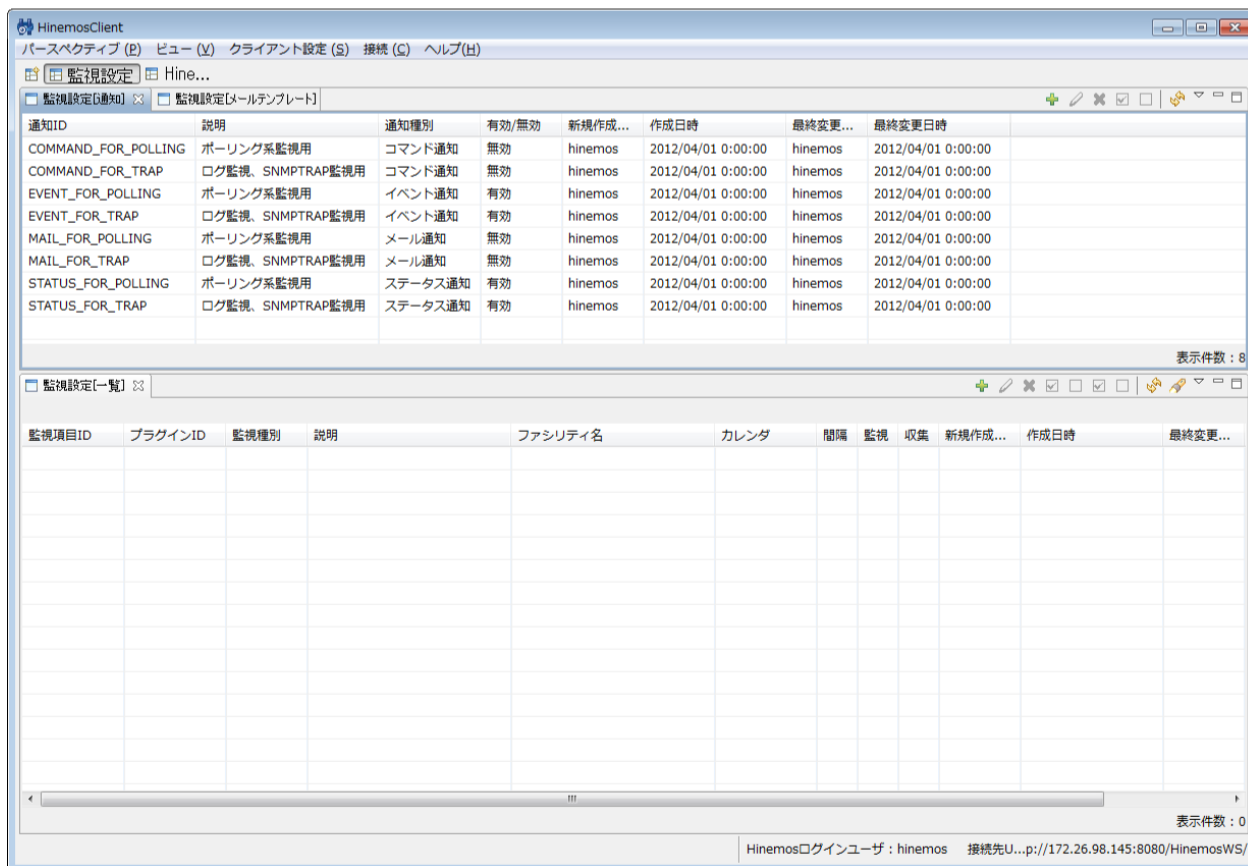 HinemosClient
パースペクティブ (P) ビュー (V) クライアント設定 (S) 接続 (C) ヘルプ(H)
監視設定 Hine...
監視設定[通知] 監視設定[メールテンプレート]
通知ID 説明 通知種別 有効/無効 新規作成... 作成日時 最終変更... 最終変更日時
COMMAND_FOR_POLLING ポーリング系監視用 コマンド通知 無効 hinemos 2012/04/01 0:00:00 hinemos 2012/04/01 0:00:00
COMMAND_FOR_TRAP ログ監視、SNMPTRAP監視用 コマンド通知 無効 hinemos 2012/04/01 0:00:00 hinemos 2012/04/01 0:00:00
EVENT_FOR_POLLING ポーリング系監視用 イベント通知 有効 hinemos 2012/04/01 0:00:00 hinemos 2012/04/01 0:00:00
EVENT_FOR_TRAP ログ監視、SNMPTRAP監視用 イベント通知 有効 hinemos 2012/04/01 0:00:00 hinemos 2012/04/01 0:00:00
MAIL_FOR_POLLING ポーリング系監視用 メール通知 無効 hinemos 2012/04/01 0:00:00 hinemos 2012/04/01 0:00:00
MAIL_FOR_TRAP ログ監視、SNMPTRAP監視用 メール通知 無効 hinemos 2012/04/01 0:00:00 hinemos 2012/04/01 0:00:00
STATUS_FOR_POLLING ポーリング系監視用 ステータス通知 有効 hinemos 2012/04/01 0:00:00 hinemos 2012/04/01 0:00:00
STATUS_FOR_TRAP ログ監視、SNMPTRAP監視用 ステータス通知 有効 hinemos 2012/04/01 0:00:00 hinemos 2012/04/01 0:00:00
表示件数：8
監視設定[一覧]
監視項目ID プラグインID 監視種別 説明 ファシリティ名 カレンダ 間隔 監視 収集 新規作成... 作成日時 最終変更...
表示件数：0
Hinemosログインユーザ：hinemos 接続先U...p://172.26.98.145:8080/HinemosWS/